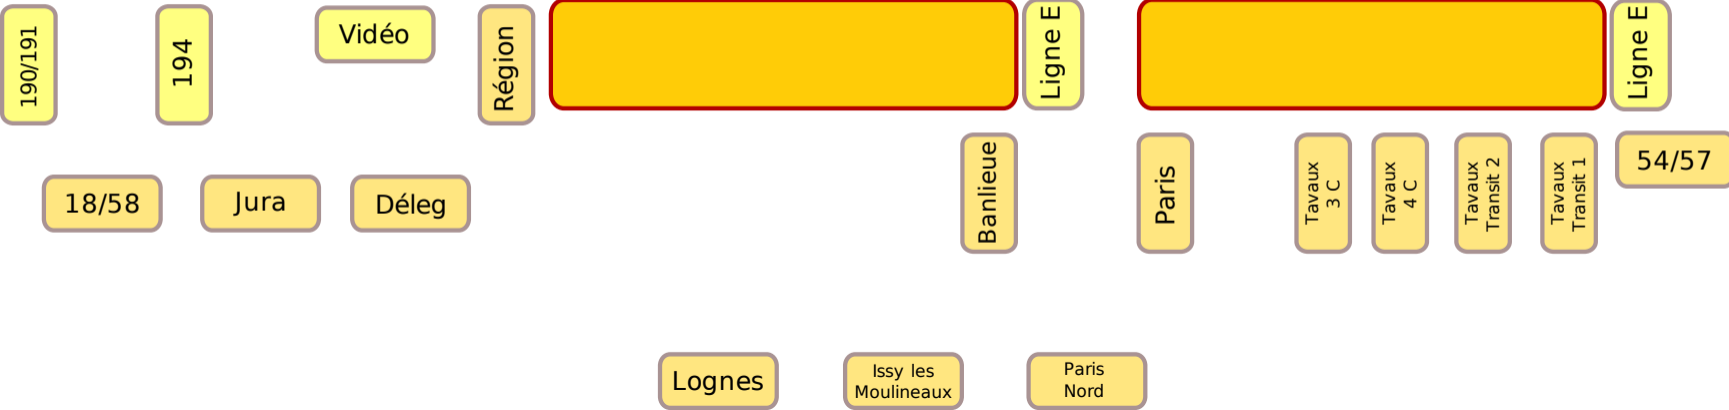 190/191
194
Vidéo
Région
Ligne E
Ligne E
18/58
Jura
Déleg
Banlieue
Paris
Tavaux
3 C
Tavaux
4 C
Tavaux
Transit 2
Tavaux
Transit 1
54/57
Lognes
Issy les
Moulineaux
Paris
Nord